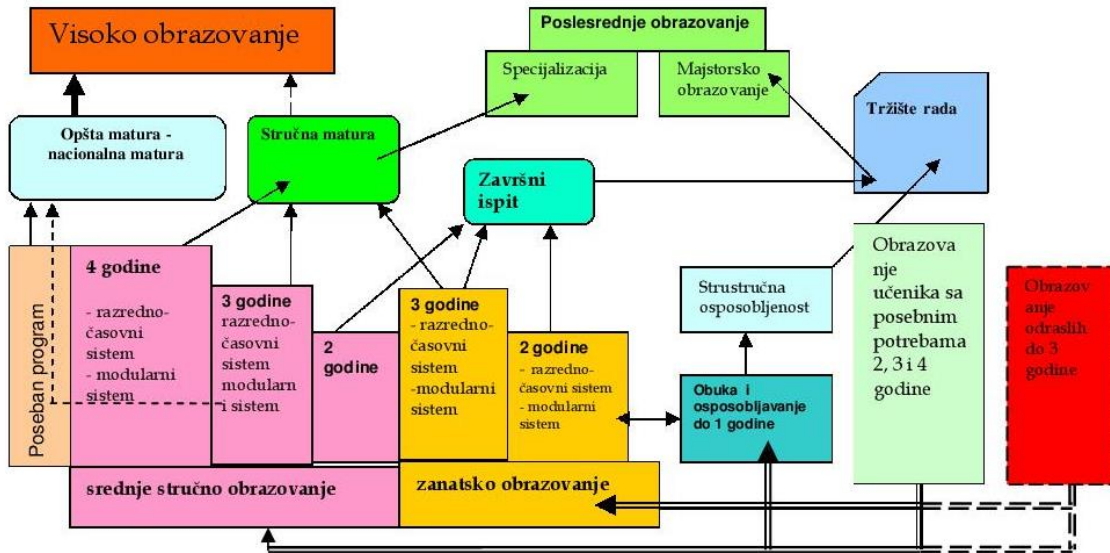 Visoko obrazovanje
Poslesrednje obrazovanje
Specijalizacija
Majstorsko
obrazovanje
Opšta matura -
nacionalna matura
Stručna matura
Završni
ispit
Tržište rada
Poseban program
4 godine
- razredno-
časovni
sistem
- modularni
sistem
3 godine
razredno-
časovni
sistem
modularn
i sistem
2
godine
3 godine
- razredno-
časovni
sistem
-modularni
sistem
2 godine
- razredno-
časovni sistem
- modularni
sistem
Strustručna
osposobljenost
Obuka i
osposobljavanje
do 1 godine
Obrazova
nje
učenika sa
posebnim
potrebama
2, 3 i 4
godine
Obrazov
anje
odraslih
do 3
godine
srednje stručno obrazovanje
zanatsko obrazovanje